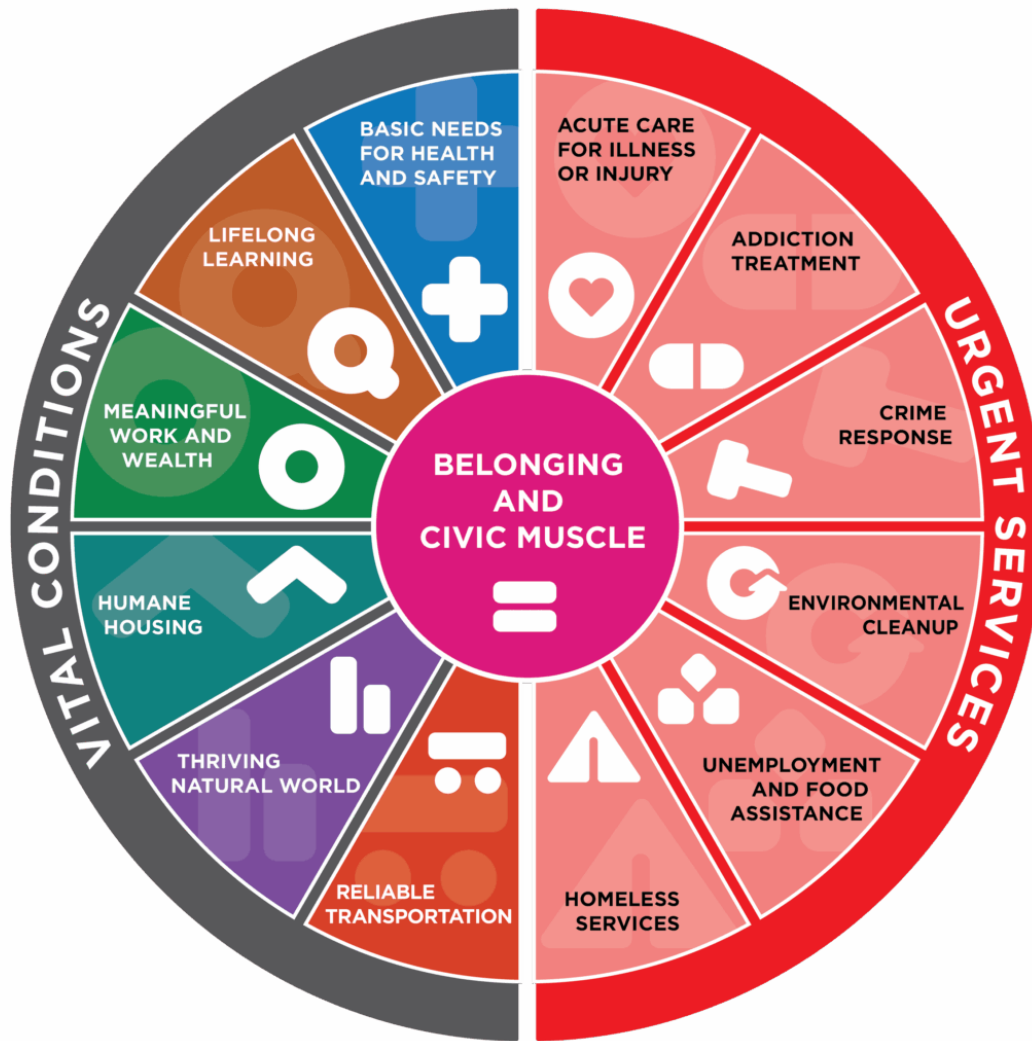 BASIC NEEDS
FOR HEALTH
AND SAFETY
ACUTE CARE
FOR ILLNESS
OR INJURY
LIFELONG
LEARNING
ADDICTION
TREATMENT
MEANINGFUL
WORK AND
WEALTH
CRIME
RESPONSE
VITAL CONDITIONS
BELONGING
AND
CIVIC MUSCLE
URGENT SERVICES
HUMANE
HOUSING
ENVIRONMENTAL
CLEANUP
THRIVING
NATURAL WORLD
UNEMPLOYMENT
AND FOOD
ASSISTANCE
RELIABLE
TRANSPORTATION
HOMELESS
SERVICES